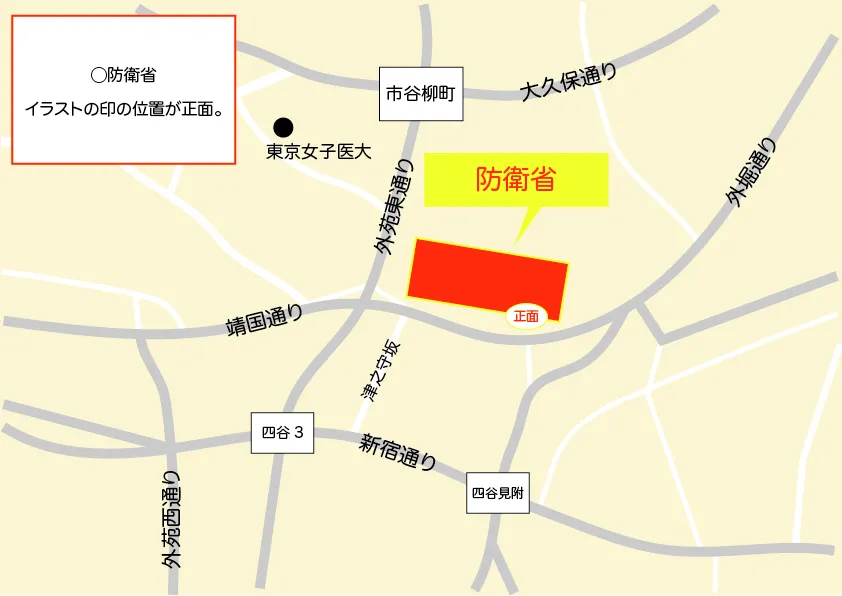 ◯防衛省
イラストの印の位置が正面。
市谷柳町
大久保通り
東京女子医大
外苑東通り
防衛省
外堀通り
正面
靖国通り
津之守坂
四谷3
新宿通り
四谷見附
外苑西通り